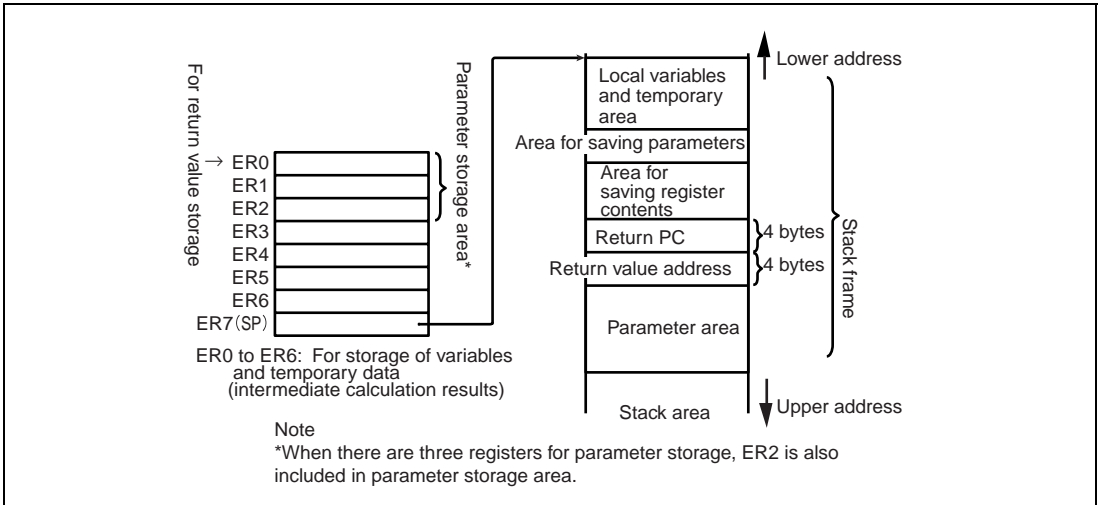 For return value storage
→ ER0
ER1
ER2
ER3
ER4
ER5
ER6
ER7(SP)
Parameter storage area*
ER0 to ER6: For storage of variables
and temporary data
(intermediate calculation results)
Lower address
Local variables
and temporary
area
Area for saving parameters
Area for
saving register
contents
Return PC
4 bytes
Return value address
4 bytes
Parameter area
Stack frame
Stack area
Upper address
Note
*When there are three registers for parameter storage, ER2 is also
included in parameter storage area.